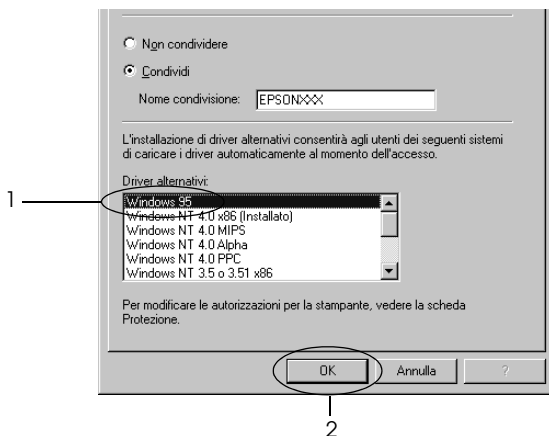 Non condividere
Condividi
Nome condivisione: EPSONXXX
L'installazione di driver alternativi consentirà agli utenti dei seguenti sistemi
di caricare i driver automaticamente al momento dell'accesso.
Driver alternativi:
1
Windows 95
Windows NT 4.0 x86 (Installato)
Windows NT 4.0 MIPS
Windows NT 4.0 Alpha
Windows NT 4.0 PPC
Windows NT 3.5 o 3.51 x86
Per modificare le autorizzazioni per la stampante, vedere la scheda
Protezione.
OK Annulla ?
2